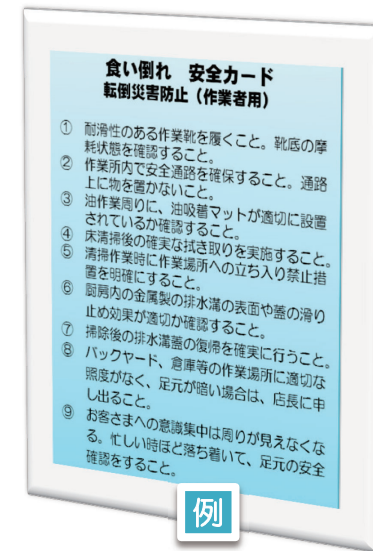 食い倒れ 安全カード
転倒災害防止（作業者用）
① 耐滑性のある作業靴を履くこと。靴底の摩
耗状態を確認すること。
② 作業所内で安全通路を確保すること。通路
上に物を置かないこと。
③ 油作業周りに、油吸着マットが適切に設置
されているか確認すること。
④ 床清掃後の確実な拭き取りを実施すること。
⑤ 清掃作業時に作業場所への立ち入り禁止措
置を明確にすること。
⑥ 厨房内の金属製の排水溝の表面や蓋の滑り
止め効果が適切か確認すること。
⑦ 掃除後の排水溝蓋の復帰を確実に行うこと。
⑧ バックヤード、倉庫等の作業場所に適切な
照度がなく、足元が暗い場合は、店長に申
し出ること。
⑨ お客さまへの意識集中は周りが見えなくな
る。忙しい時ほど落ち着いて、足元の安全
確認をすること。
例